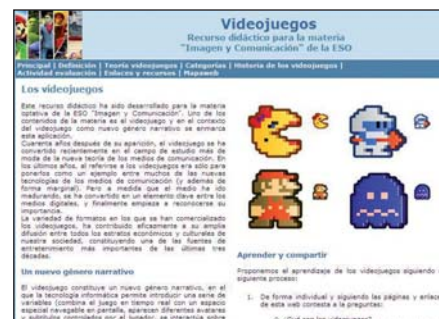 Videojuegos
Recurso didáctico para la materia
"Imagen y Comunicación" de la ESO
Principal | Definición | Teoría videojuegos | Categorías | Historia de los videojuegos |
Actividad evaluación | Enlaces y recursos | Mapaweb
Los videojuegos
Este recurso didáctico ha sido desarrollado para la materia
optativa de la ESO "Imagen y Comunicación". Uno de los
contenidos de la materia es el videojuego y en el contexto
del videojuego como nuevo género narrativo se enmarca
esta aplicación.
Cuarenta años después de su aparición, el videojuego se ha
convertido recientemente en el campo de estudio más de
moda de la nueva teoría de los medios de comunicación. En
los últimos años, al referirse a los videojuegos era sólo para
ponerlos como un ejemplo entre muchos de las nuevas
tecnologías de los medios de comunicación (y además de
forma marginal). Pero a medida que el medio ha ido
madurando, se ha convertido en un elemento clave entre los
medios digitales, y finalmente empieza a reconocerse su
importancia.
La variedad de formatos en los que se han comercializado
los videojuegos, ha contribuido eficazmente a su amplia
difusión entre todos los estratos económicos y culturales de
nuestra sociedad, constituyendo una de las fuentes de
entretenimiento más importantes de las últimas tres
décadas.
Un nuevo género narrativo
El videojuego constituye un nuevo género narrativo, en el
que la tecnología informática permite introducir una serie de
variables (combina el juego en tiempo real con un espacio
especial navegable en pantalla, aparecen diferentes avatares
Aprender y compartir
Proponemos el aprendizaje de los videojuegos siguiendo
siguiente proceso:
1. De forma individual y siguiendo las páginas y enlace
de esta web contesta a la preguntas: